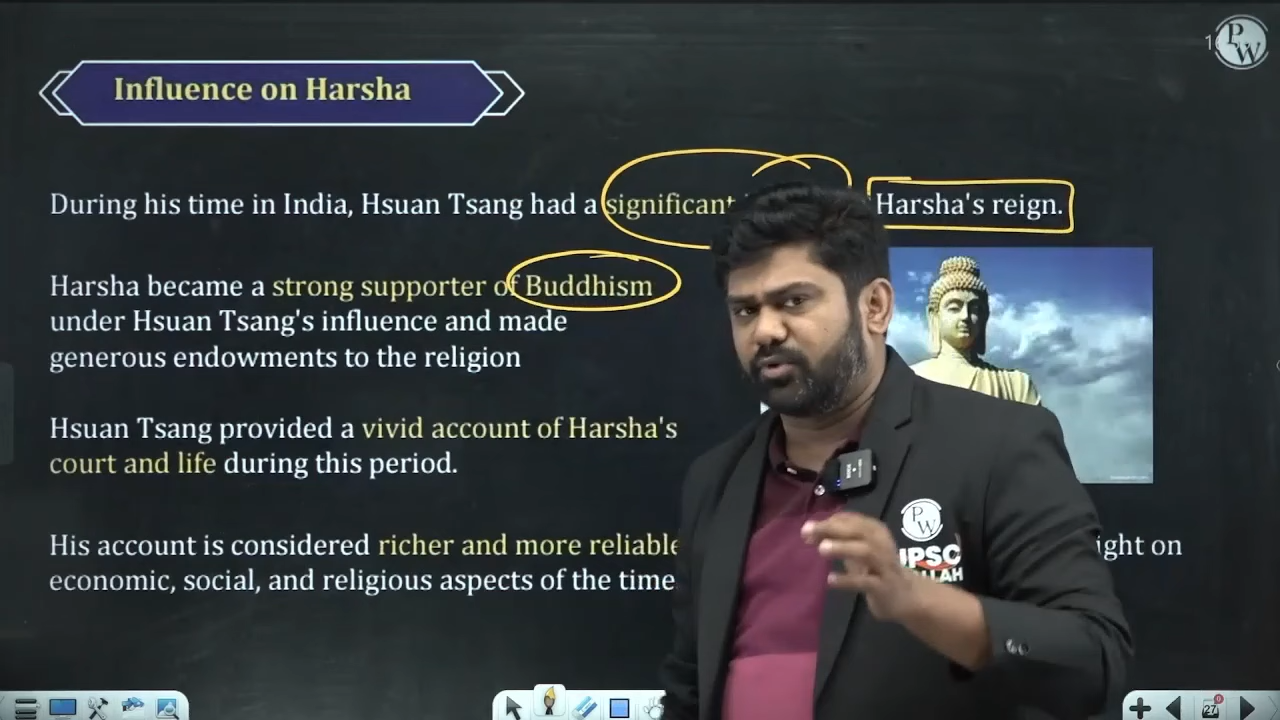 Influence on Harsha
During his time in India, Hsuan Tsang had a significant Harsha's reign.
Harsha became a strong supporter of Buddhism
under Hsuan Tsang's influence and made
generous endowments to the religion
Hsuan Tsang provided a vivid account of Harsha's
court and life during this period.
His account is considered richer and more reliable ight on
economic, social, and religious aspects of the time
PW
PW
UPSC
27